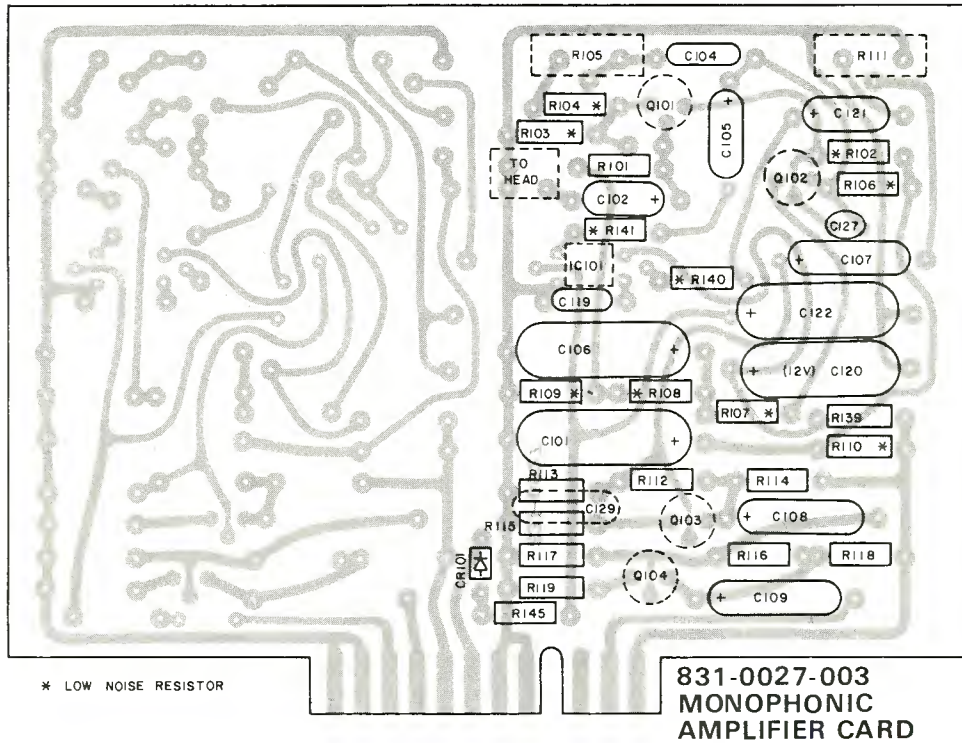 R105
C104
R111
R104 *
Q101
+
C105
+ C121
R103 *
* R102
TO
HEAD
R101
Q102
R106 *
C102 +
* R141
C127
IC101
* R140
+ C107
C119
+ C122
C106 +
+ (12V) C120
R109 *
* R108
R107 *
R139
C101 +
R110 *
R113
R112
R114
C129
R115
Q103
+ C108
R117
R116
R118
CR101
Q104
R119
+ C109
R145
* LOW NOISE RESISTOR
831-0027-003
MONOPHONIC
AMPLIFIER CARD